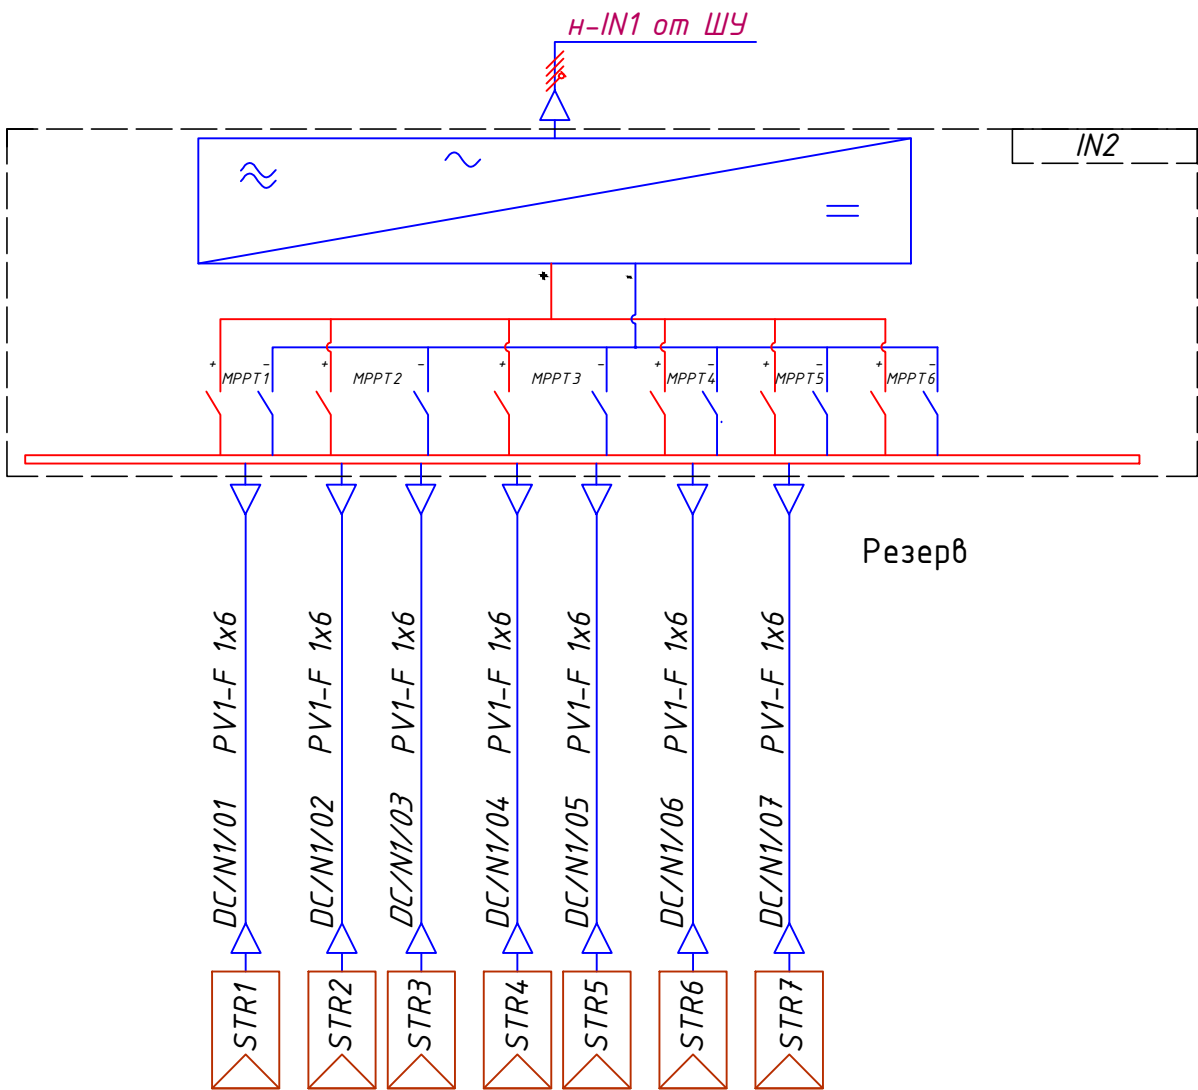 н-IN1 от ШУ
IN2
+ -
+ MPPT1 -
+ MPPT2 -
+ MPPT3 -
+ MPPT4 -
+ MPPT5 -
+ MPPT6 -
Резерв
DC/N1/01 PV1-F 1x6
DC/N1/02 PV1-F 1x6
DC/N1/03 PV1-F 1x6
DC/N1/04 PV1-F 1x6
DC/N1/05 PV1-F 1x6
DC/N1/06 PV1-F 1x6
DC/N1/07 PV1-F 1x6
STR1
STR2
STR3
STR4
STR5
STR6
STR7